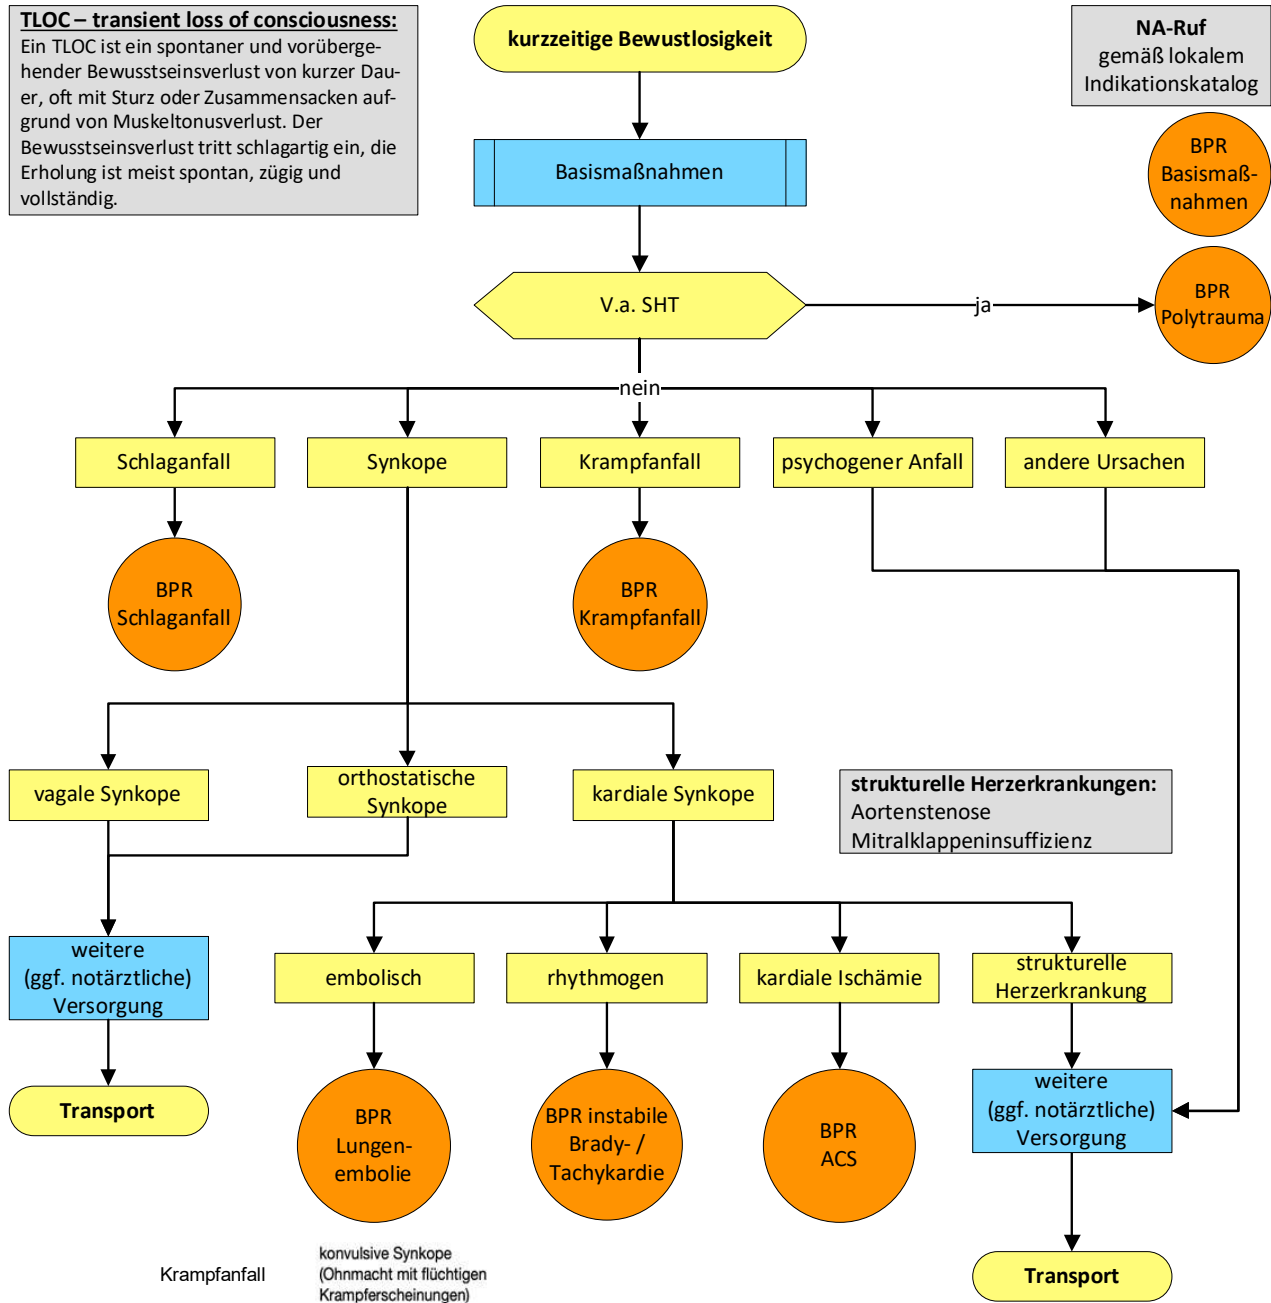 TLOC – transient loss of consciousness:
Ein TLOC ist ein spontaner und vorüberge-
hender Bewusstseinsverlust von kurzer Dau-
er, oft mit Sturz oder Zusammensacken auf-
grund von Muskeltonusverlust. Der
Bewusstseinsverlust tritt schlagartig ein, die
Erholung ist meist spontan, zügig und
vollständig.
kurzzeitige Bewustlosigkeit
NA-Ruf
gemäß lokalem
Indikationskatalog
BPR
Basismaß-
nahmen
Basismaßnahmen
V.a. SHT
ja
BPR
Polytrauma
nein
Schlaganfall
Synkope
Krampfanfall
psychogener Anfall
andere Ursachen
BPR
Schlaganfall
BPR
Krampfanfall
vagale Synkope
orthostatische
Synkope
kardiale Synkope
strukturelle Herzerkrankungen:
Aortenstenose
Mitralklappeninsuffizienz
weitere
(ggf. notärztliche)
Versorgung
embolisch
rhythmogen
kardiale Ischämie
strukturelle
Herzerkrankung
Transport
BPR
Lungen-
embolie
BPR instabile
Brady- /
Tachykardie
BPR
ACS
weitere
(ggf. notärztliche)
Versorgung
Transport
Krampfanfall
konvulsive Synkope
(Ohnmacht mit flüchtigen
Krampferscheinungen)